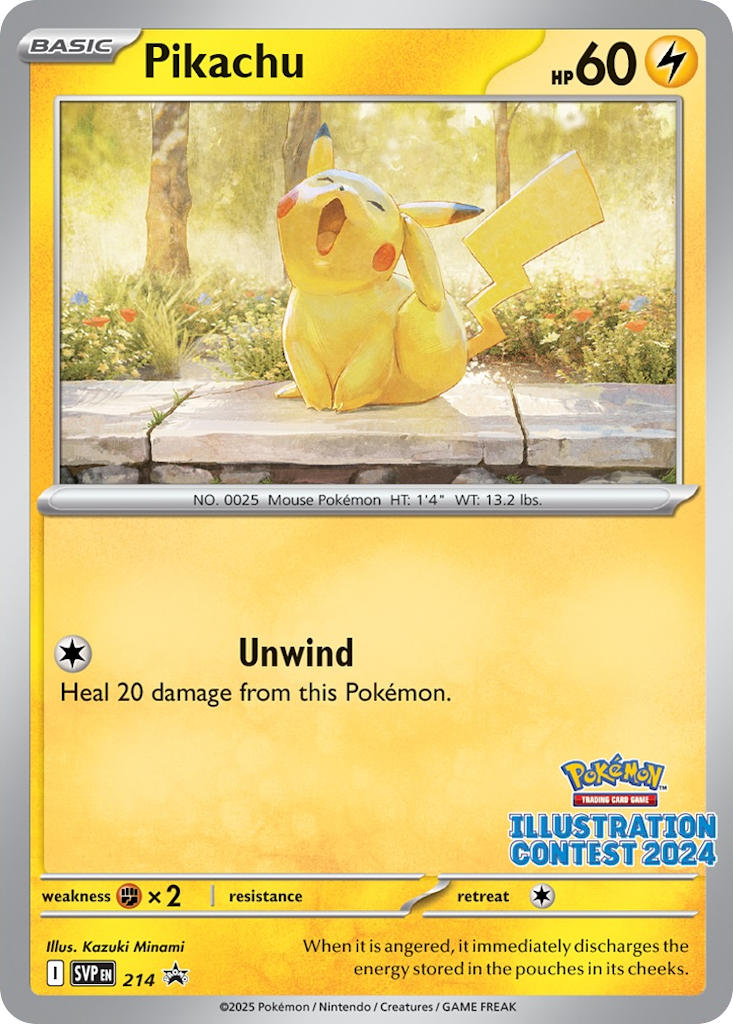 BASIC
Pikachu
HP60
NO. 0025 Mouse Pokémon HT: 1'4" WT: 13.2 lbs.
Unwind
Heal 20 damage from this Pokémon.
POKéMON™
TRADING CARD GAME
ILLUSTRATION
CONTEST 2024
weakness ×2 resistance retreat
Illus. Kazuki Minami
When it is angered, it immediately discharges the
energy stored in the pouches in its cheeks.
I SVP EN 214
©2025 Pokémon / Nintendo / Creatures / GAME FREAK